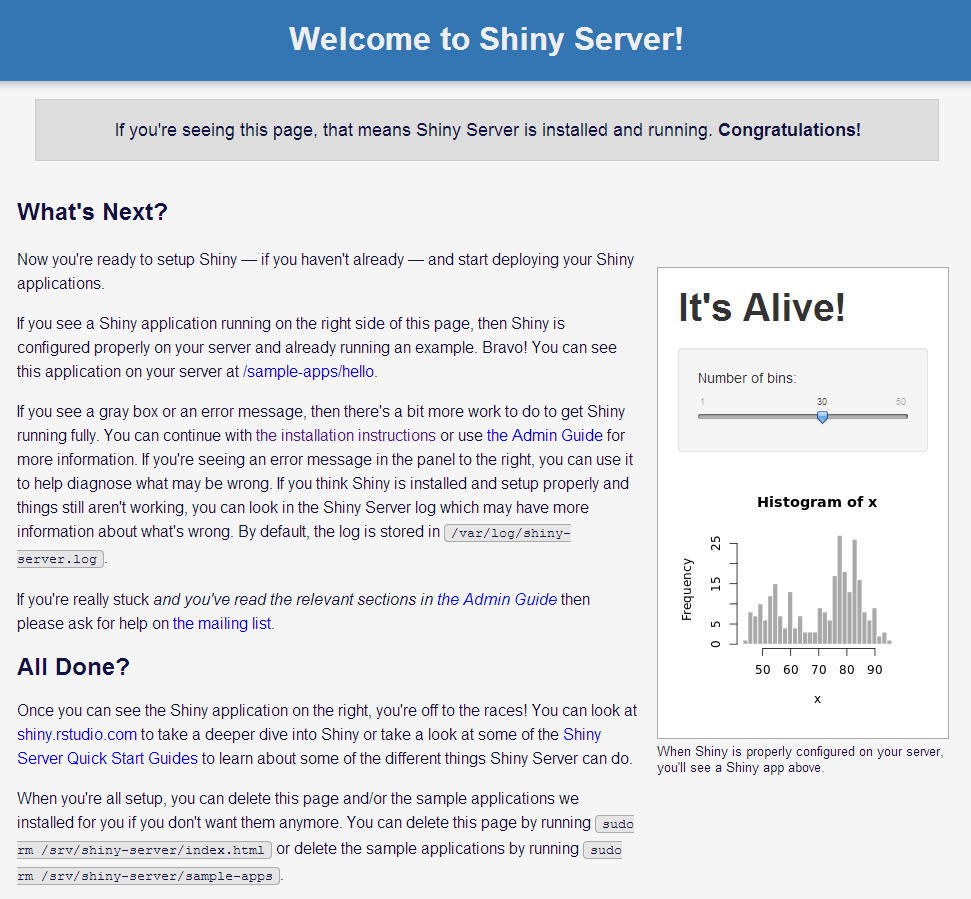 Welcome to Shiny Server!
If you're seeing this page, that means Shiny Server is installed and running. Congratulations!
What's Next?
Now you're ready to setup Shiny — if you haven't already — and start deploying your Shiny
applications.
If you see a Shiny application running on the right side of this page, then Shiny is
configured properly on your server and already running an example. Bravo! You can see
this application on your server at /sample-apps/hello.
If you see a gray box or an error message, then there's a bit more work to do to get Shiny
running fully. You can continue with the installation instructions or use the Admin Guide for
more information. If you're seeing an error message in the panel to the right, you can use it
to help diagnose what may be wrong. If you think Shiny is installed and setup properly and
things still aren't working, you can look in the Shiny Server log which may have more
information about what's wrong. By default, the log is stored in /var/log/shiny-
server.log.
If you're really stuck and you've read the relevant sections in the Admin Guide then
please ask for help on the mailing list.
All Done?
Once you can see the Shiny application on the right, you're off to the races! You can look at
shiny.rstudio.com to take a deeper dive into Shiny or take a look at some of the Shiny
Server Quick Start Guides to learn about some of the different things Shiny Server can do.
When you're all setup, you can delete this page and/or the sample applications we
installed for you if you don't want them anymore. You can delete this page by running sudo
rm /srv/shiny-server/index.html or delete the sample applications by running sudo
rm /srv/shiny-server/sample-apps.
It's Alive!
Number of bins:
1 30 50
Histogram of x
Frequency
25
15
5
0
50 60 70 80 90
x
When Shiny is properly configured on your server,
you'll see a Shiny app above.